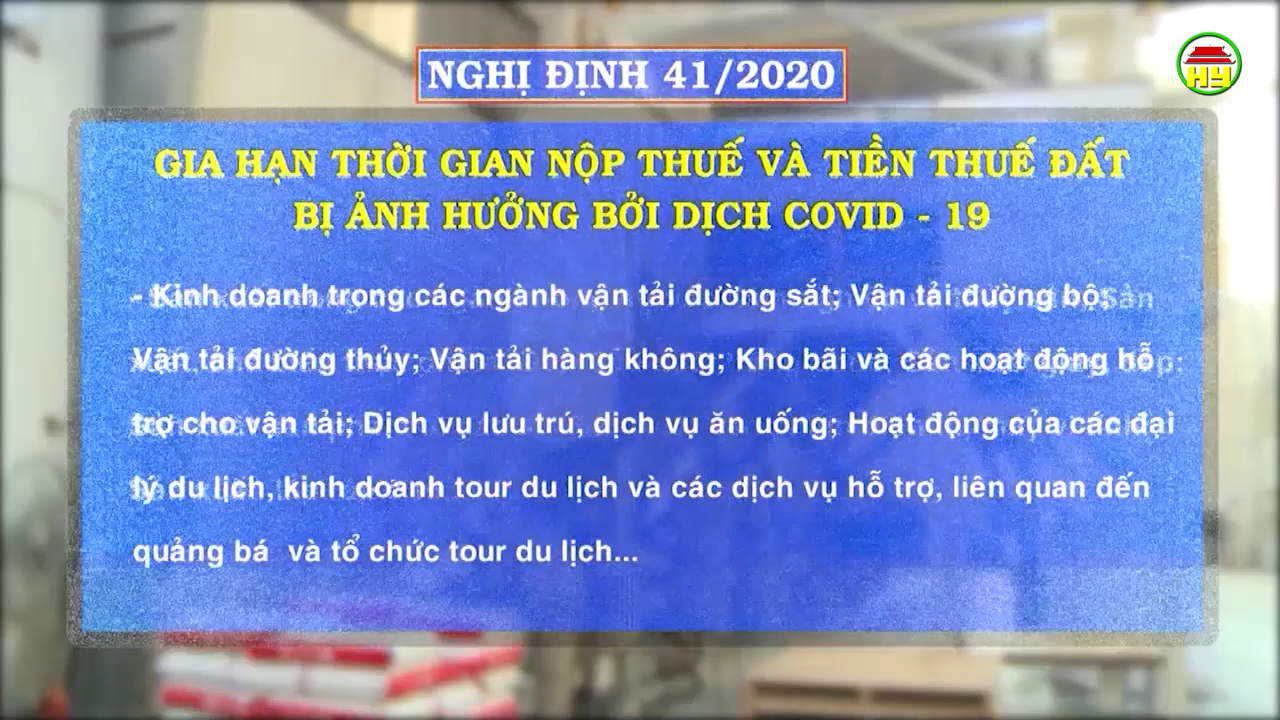 HY
NGHỊ ĐỊNH 41/2020
GIA HẠN THỜI GIAN NỘP THUẾ VÀ TIỀN THUẾ ĐẤT
BỊ ẢNH HƯỞNG BỞI DỊCH COVID - 19
- Kinh doanh trong các ngành vận tải đường sắt; Vận tải đường bộ;
Vận tải đường thủy; Vận tải hàng không; Kho bãi và các hoạt động hỗ
trợ cho vận tải; Dịch vụ lưu trú, dịch vụ ăn uống; Hoạt động của các đại
lý du lịch, kinh doanh tour du lịch và các dịch vụ hỗ trợ, liên quan đến
quảng bá  và tổ chức tour du lịch...